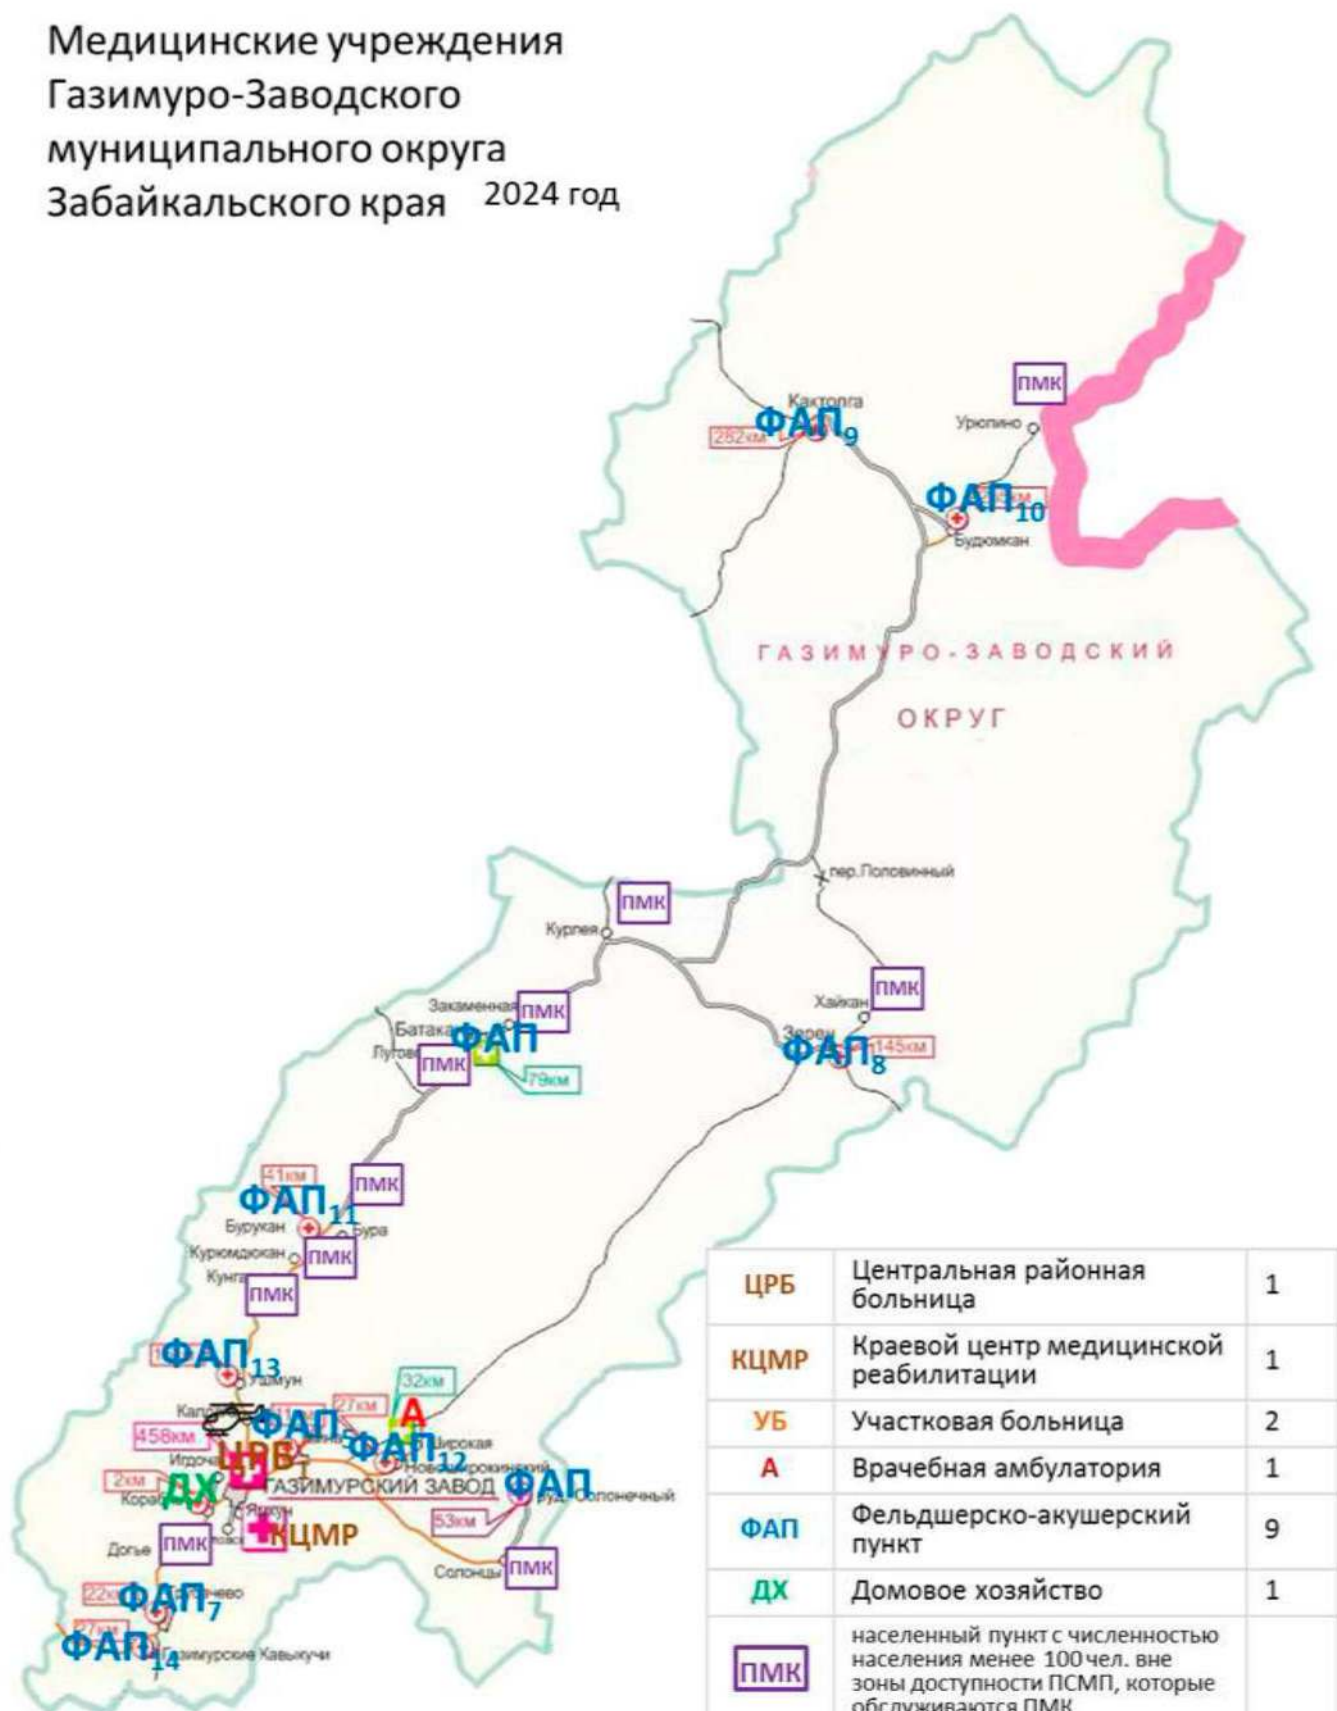 Медицинские учреждения
Газимуро-Заводского
муниципального округа
Забайкальского края 2024 год
ПМК
Кактолга
ФАП9
282км
Урюпино
ФАП10
Будюмкан
ГАЗИМУРО-ЗАВОДСКИЙ
ОКРУГ
пер.Половинный
ПМК
Курлея
ПМК
Хайкан
Закаменная
ПМК
ФАП
ПМК
79км
ФАП8
145км
41км
ПМК
ФАП11
Бурукан
Бура
Курюмдюкан
ПМК
ПМК
ФАП13
32км
27км
А
ФАП
458км
ЦРБ1
ФАП12
Широкая
Новоширокинский
ГАЗИМУРСКИЙ ЗАВОД
2км
ДХ
ФАП
Солонечный
53км
КЦМР
Догье
ПМК
Солонцы
ПМК
ФАП7
27км
ФАП14
Газимурские Кавыкучи
ЦРБ Центральная районная больница 1
КЦМР Краевой центр медицинской реабилитации 1
УБ Участковая больница 2
А Врачебная амбулатория 1
ФАП Фельдшерско-акушерский пункт 9
ДХ Домовое хозяйство 1
ПМК населенный пункт с численностью
населения менее 100 чел. вне
зоны доступности ПСМП, которые
обслуживаются ПМК